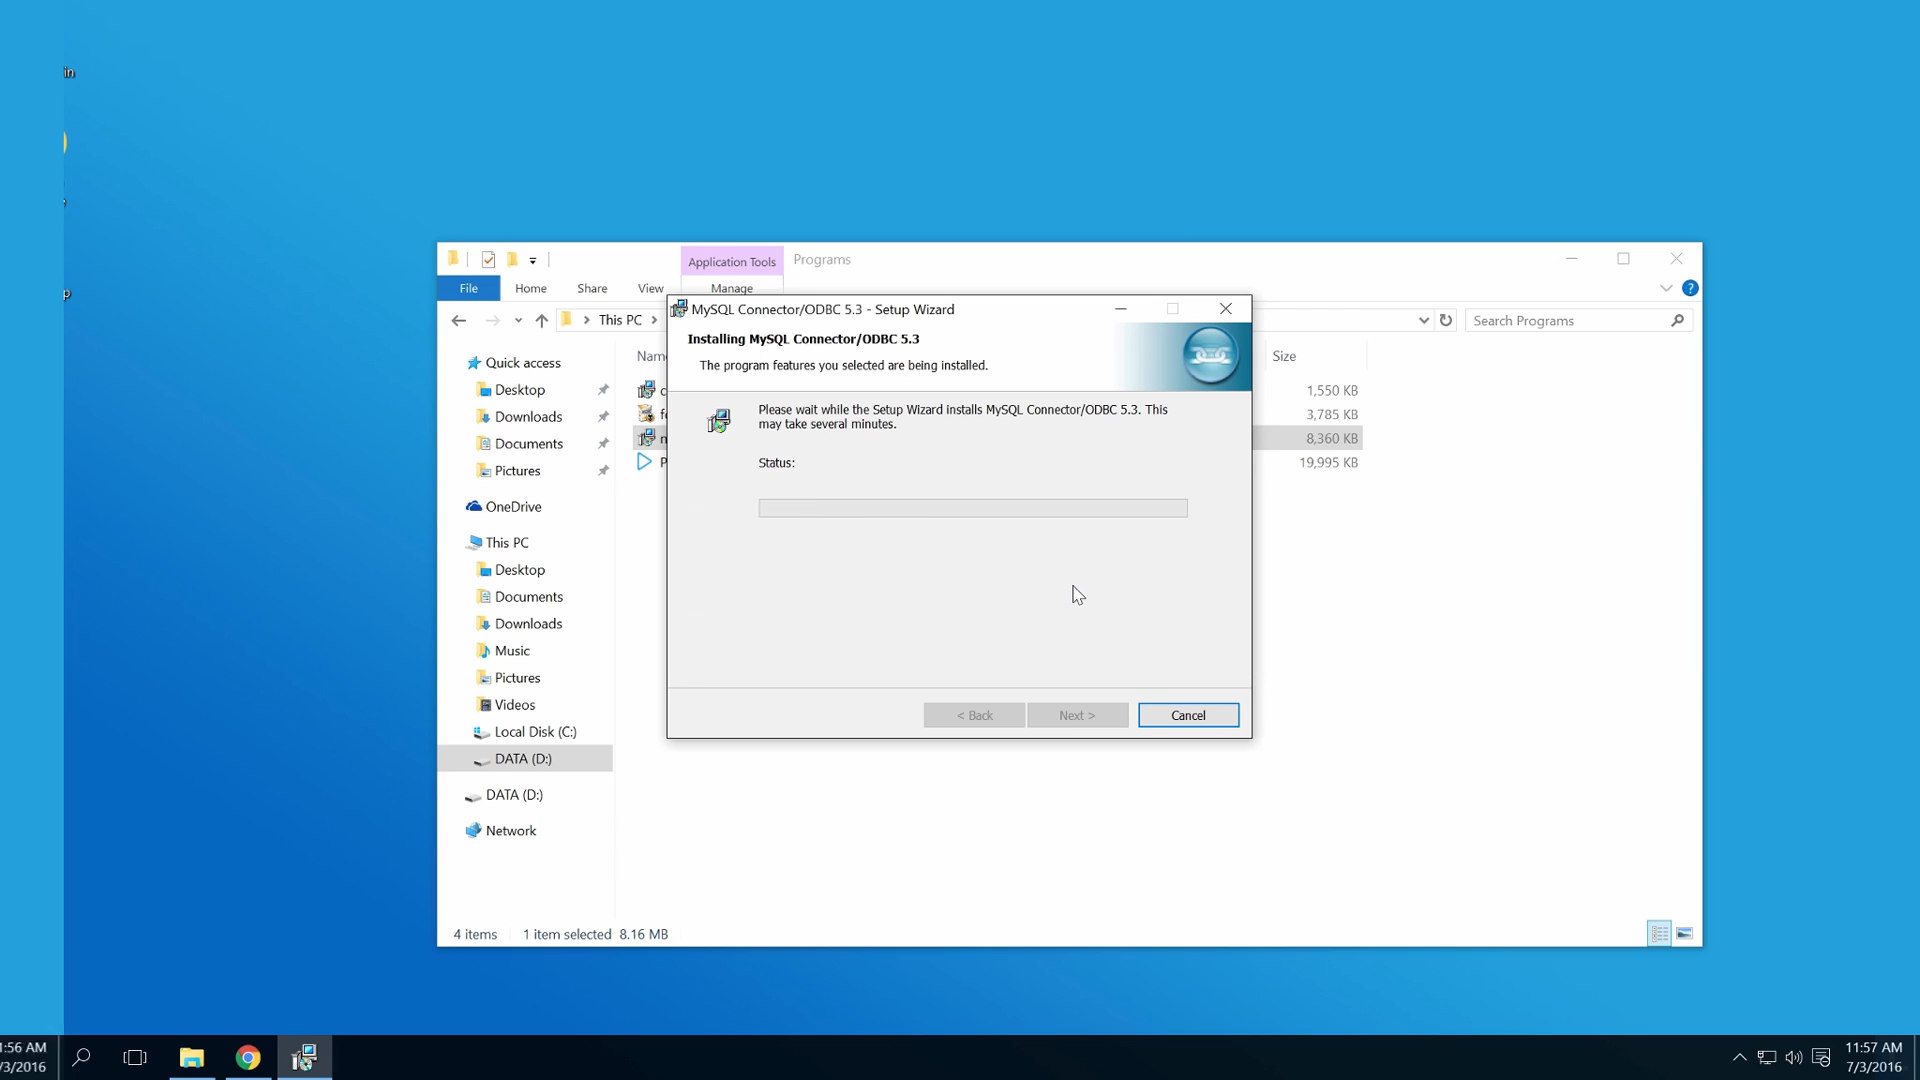 in
Application Tools
Programs
File
Home
Share
View
Manage
This PC
Search Programs
MySQL Connector/ODBC 5.3 - Setup Wizard
Installing MySQL Connector/ODBC 5.3
The program features you selected are being installed.
Please wait while the Setup Wizard installs MySQL Connector/ODBC 5.3. This
may take several minutes.
Status:
< Back
Next >
Cancel
Quick access
Desktop
Downloads
Documents
Pictures
OneDrive
This PC
Desktop
Documents
Downloads
Music
Pictures
Videos
Local Disk (C:)
DATA (D:)
DATA (D:)
Network
Size
1,550 KB
3,785 KB
8,360 KB
19,995 KB
4 items
1 item selected 8.16 MB
:56 AM
/3/2016
11:57 AM
7/3/2016